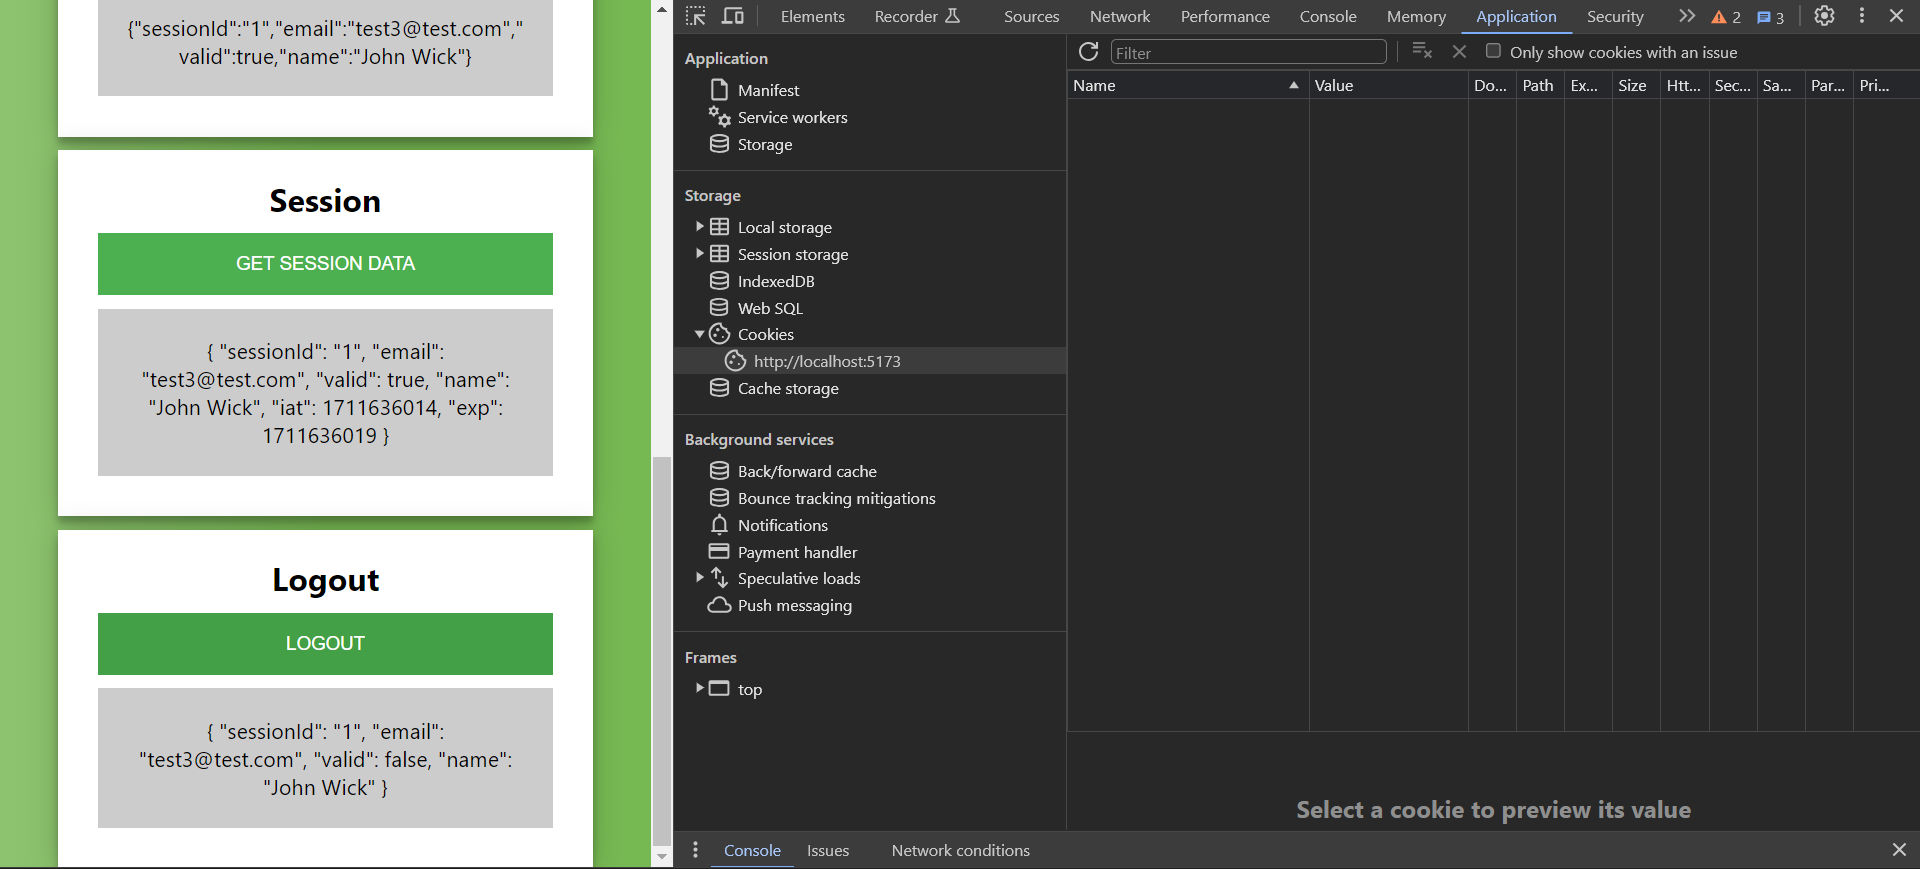 {"sessionId":"1","email":"test3@test.com","
valid":true,"name":"John Wick"}
Session
GET SESSION DATA
{ "sessionId": "1", "email":
"test3@test.com", "valid": true, "name":
"John Wick", "iat": 1711636014, "exp":
1711636019 }
Logout
LOGOUT
{ "sessionId": "1", "email":
"test3@test.com", "valid": false, "name":
"John Wick" }
Elements Recorder Sources Network Performance Console Memory Application Security 2 3
Application
Manifest
Service workers
Storage
Storage
Local storage
Session storage
IndexedDB
Web SQL
Cookies
http://localhost:5173
Cache storage
Background services
Back/forward cache
Bounce tracking mitigations
Notifications
Payment handler
Speculative loads
Push messaging
Frames
top
Filter Only show cookies with an issue
Name Value Do... Path Ex... Size Htt... Sec... Sa... Par... Pri...
Select a cookie to preview its value
Console Issues Network conditions